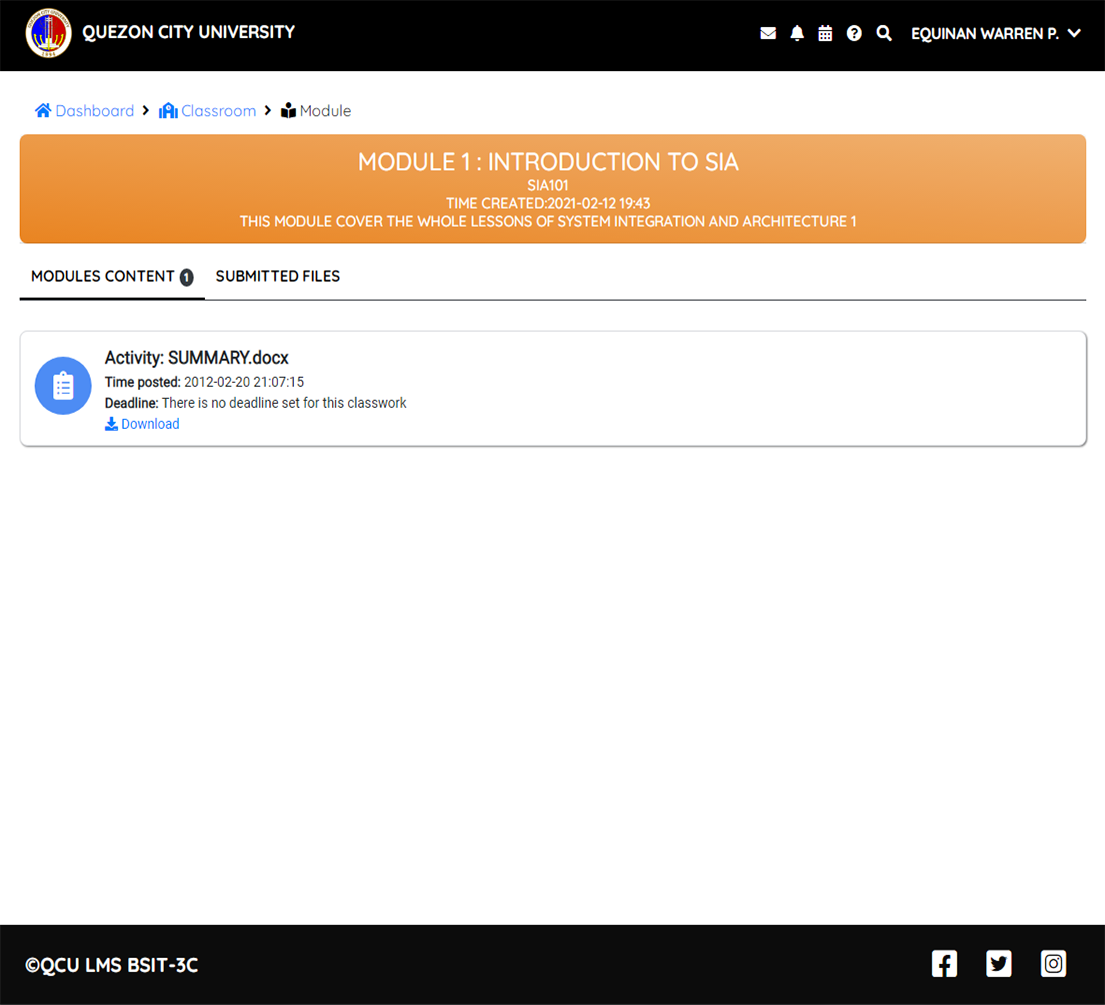 QUEZON CITY UNIVERSITY
EQUINAN WARREN P.
Dashboard Classroom Module
MODULE 1 : INTRODUCTION TO SIA
SIA101
TIME CREATED:2021-02-12 19:43
THIS MODULE COVER THE WHOLE LESSONS OF SYSTEM INTEGRATION AND ARCHITECTURE 1
MODULES CONTENT 1 SUBMITTED FILES
Activity: SUMMARY.docx
Time posted: 2012-02-20 21:07:15
Deadline: There is no deadline set for this classwork
Download
©QCU LMS BSIT-3C